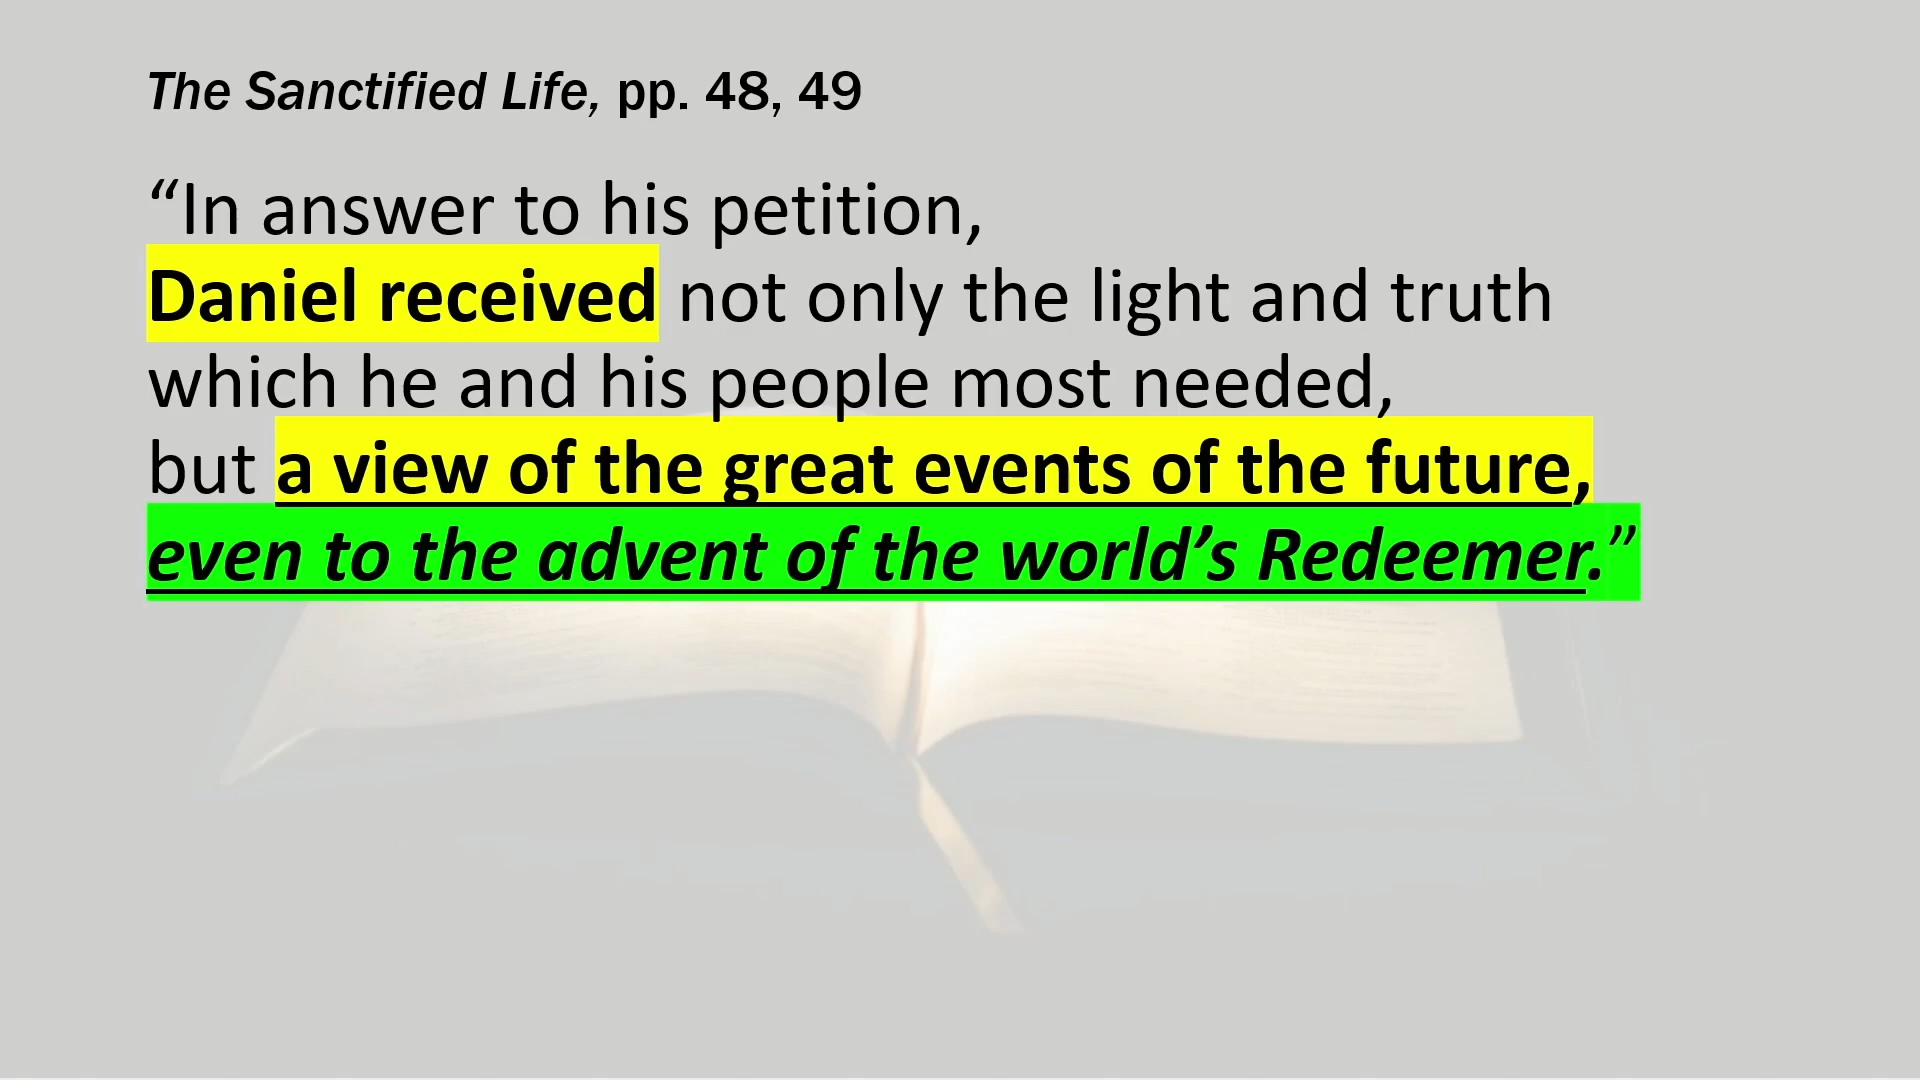 The Sanctified Life, pp. 48, 49
“In answer to his petition,
Daniel received not only the light and truth
which he and his people most needed,
but a view of the great events of the future,
even to the advent of the world’s Redeemer.”